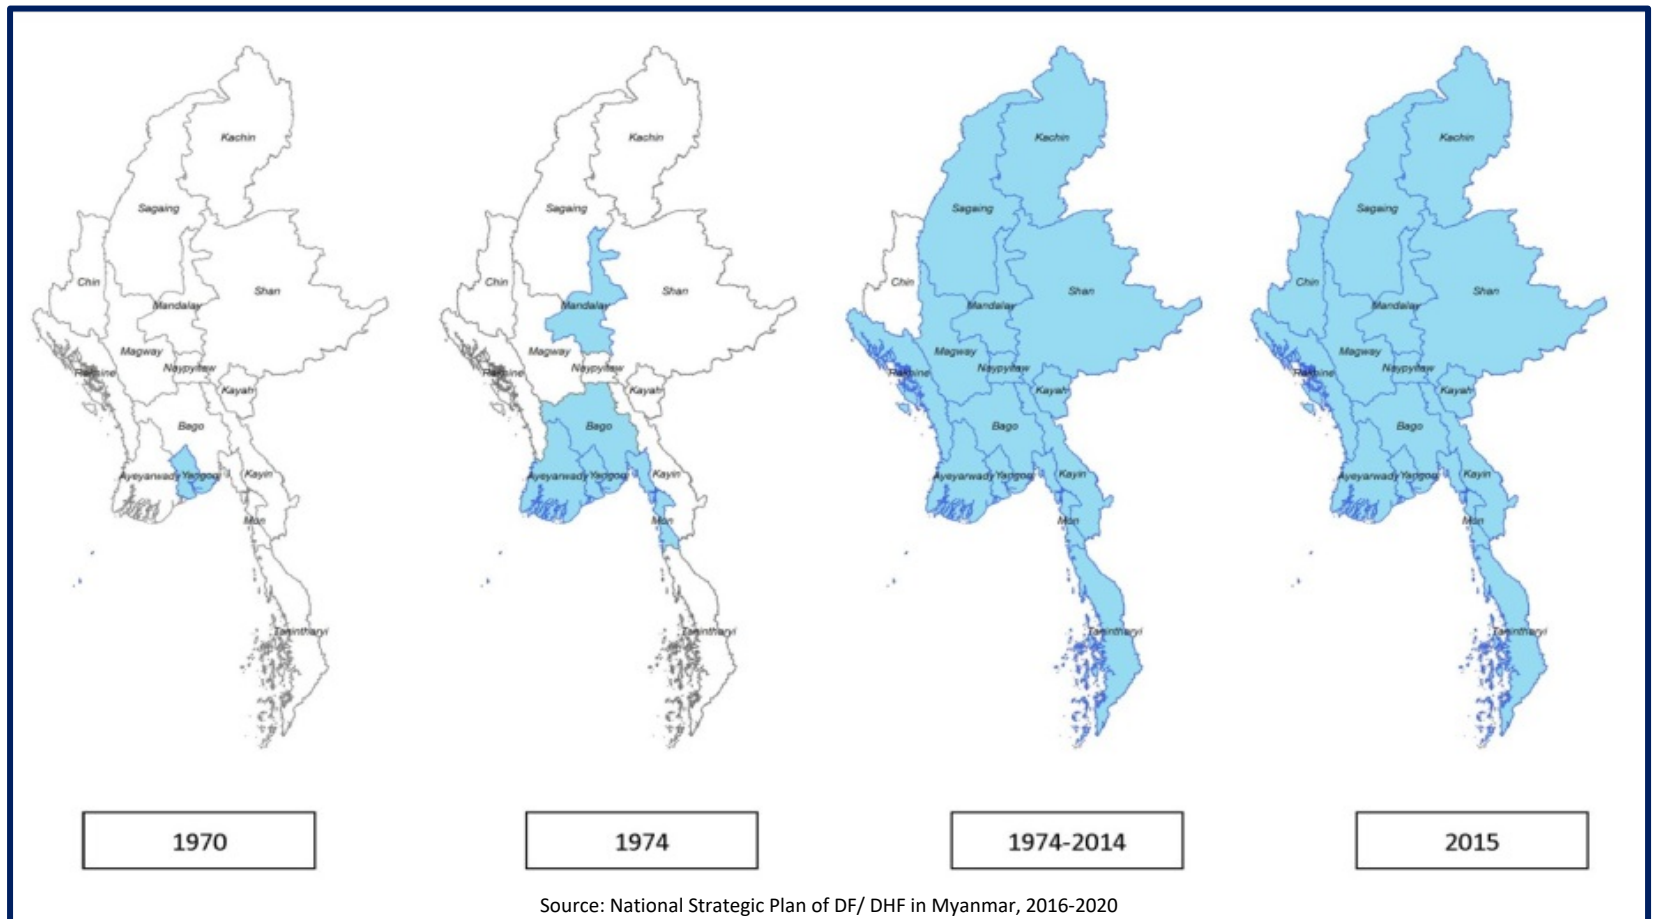 Kachin
Sagaing
Chin
Shan
Mandalay
Magway
Naypyitaw
Rakhine
Kayah
Bago
Ayeyarwady
Yangon
Kayin
Mon
Tanintharyi
1970
Kachin
Sagaing
Chin
Shan
Mandalay
Magway
Naypyitaw
Rakhine
Kayah
Bago
Ayeyarwady
Yangon
Kayin
Mon
Tanintharyi
1974
Kachin
Sagaing
Chin
Shan
Mandalay
Magway
Naypyitaw
Rakhine
Kayah
Bago
Ayeyarwady
Yangon
Kayin
Mon
Tanintharyi
1974-2014
Kachin
Sagaing
Chin
Shan
Mandalay
Magway
Naypyitaw
Rakhine
Kayah
Bago
Ayeyarwady
Yangon
Kayin
Mon
Tanintharyi
2015
Source: National Strategic Plan of DF/ DHF in Myanmar, 2016-2020